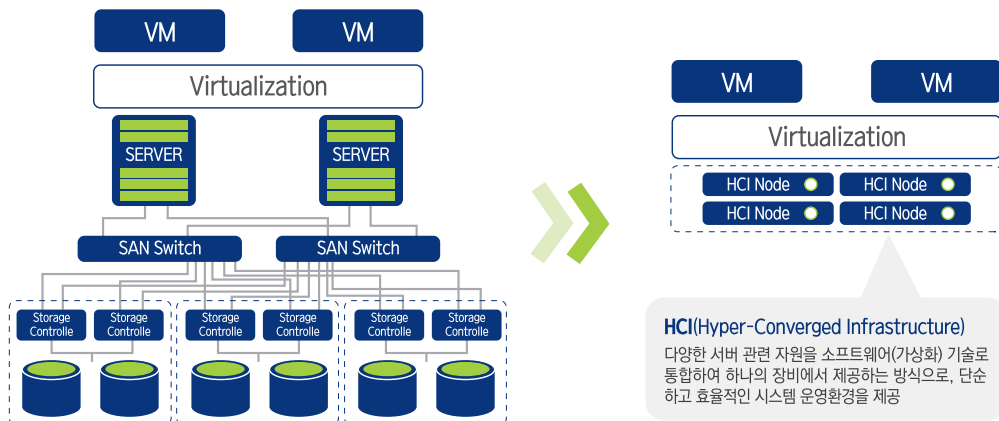 VM
VM
Virtualization
SERVER
SERVER
SAN Switch
SAN Switch
Storage
Controlle
Storage
Controlle
Storage
Controlle
Storage
Controlle
Storage
Controlle
Storage
Controlle
VM
VM
Virtualization
HCI Node
HCI Node
HCI Node
HCI Node
HCI(Hyper-Converged Infrastructure)
다양한 서버 관련 자원을 소프트웨어(가상화) 기술로
통합하여 하나의 장비에서 제공하는 방식으로, 단순
하고 효율적인 시스템 운영환경을 제공